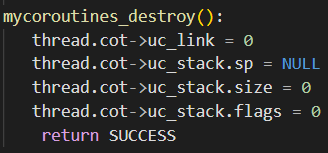 mycoroutines_destroy():
thread.cot->uc_link = 0
thread.cot->uc_stack.sp = NULL
thread.cot->uc_stack.size = 0
thread.cot->uc_stack.flags = 0
return SUCCESS